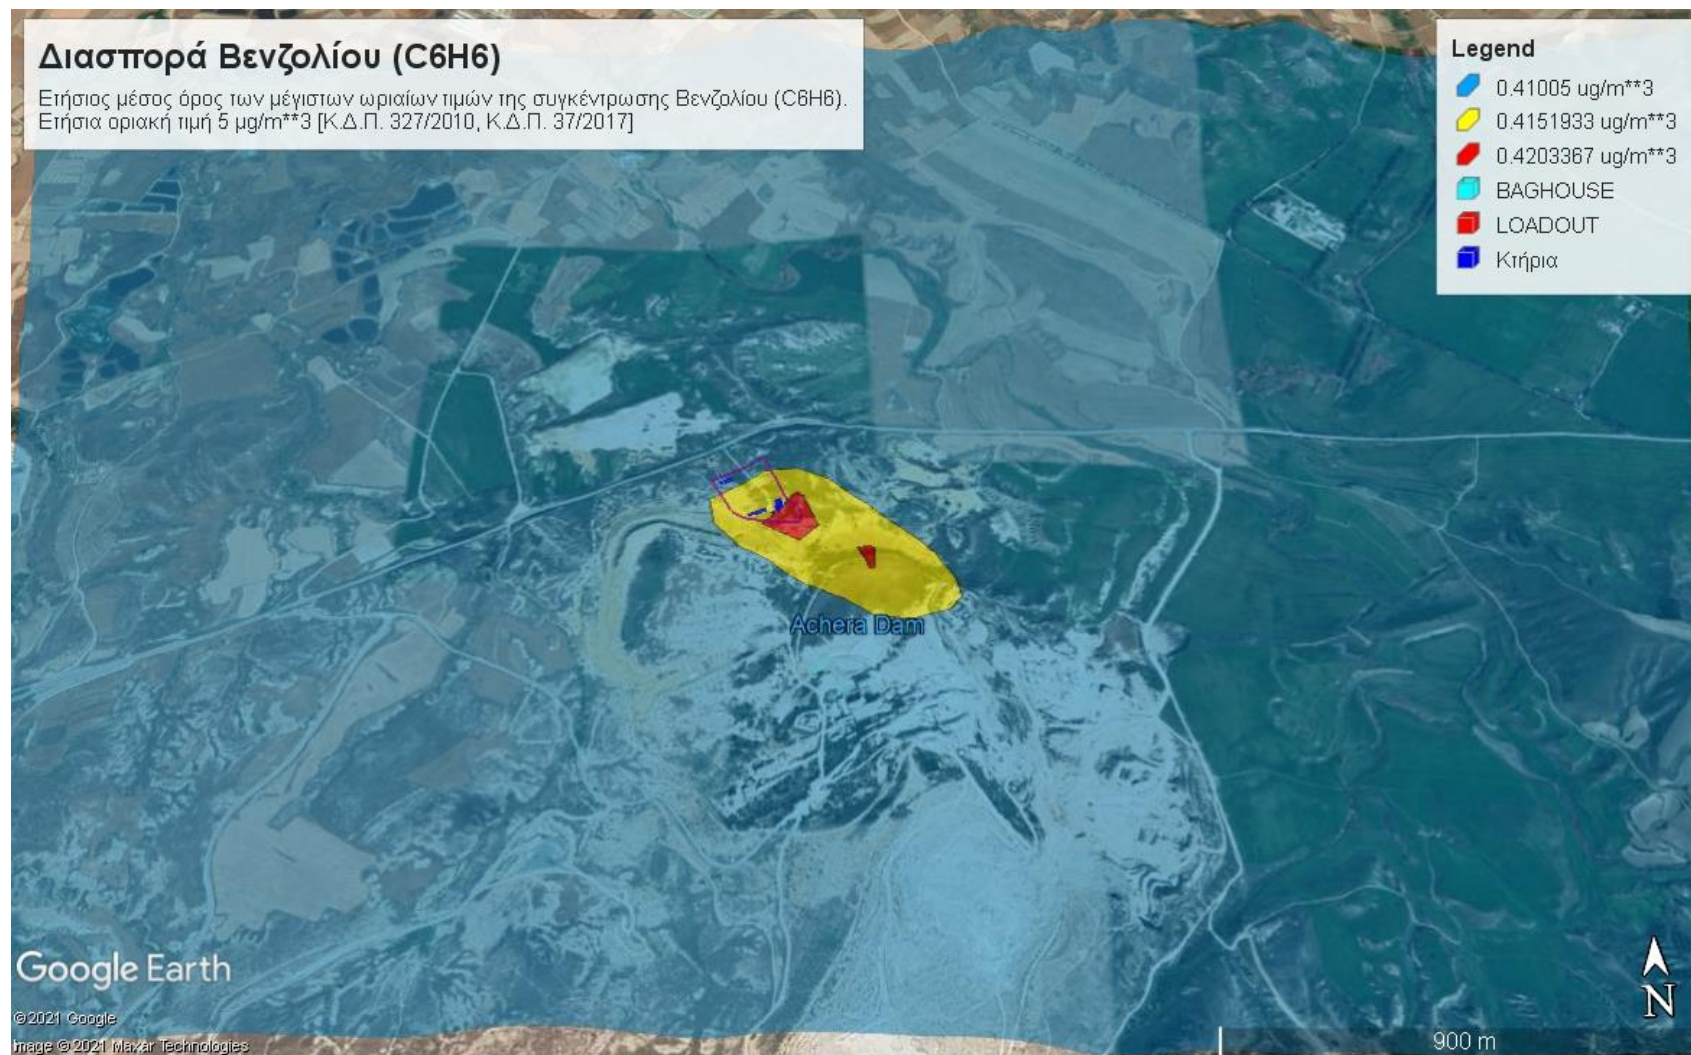 Διασπορά Βενζολίου (C6H6)
Ετήσιος μέσος όρος των μέγιστων ωριαίων τιμών της συγκέντρωσης Βενζολίου (C6H6).
Ετήσια οριακή τιμή 5 μg/m**3 [Κ.Δ.Π. 327/2010, Κ.Δ.Π. 37/2017]
Legend
0.41005 ug/m**3
0.4151933 ug/m**3
0.4203367 ug/m**3
BAGHOUSE
LOADOUT
Κτήρια
Achera Dam
Google Earth
©2021 Google
Image © 2021 Maxar Technologies
N
900 m